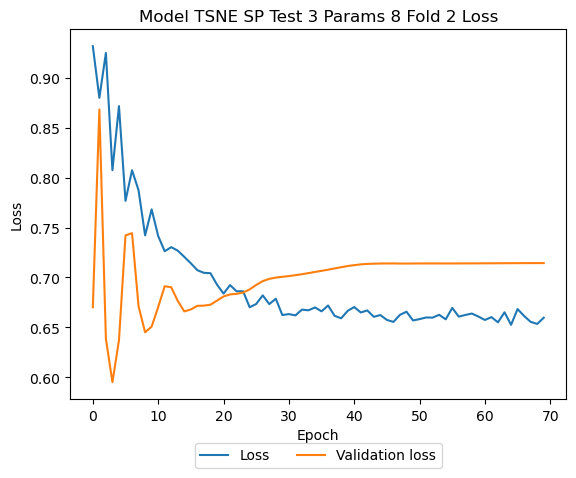 Model TSNE SP Test 3 Params 8 Fold 2 Loss
0.90
0.85
0.80
0.75
0.70
0.65
0.60
Loss
0 10 20 30 40 50 60 70
Epoch
Loss Validation loss